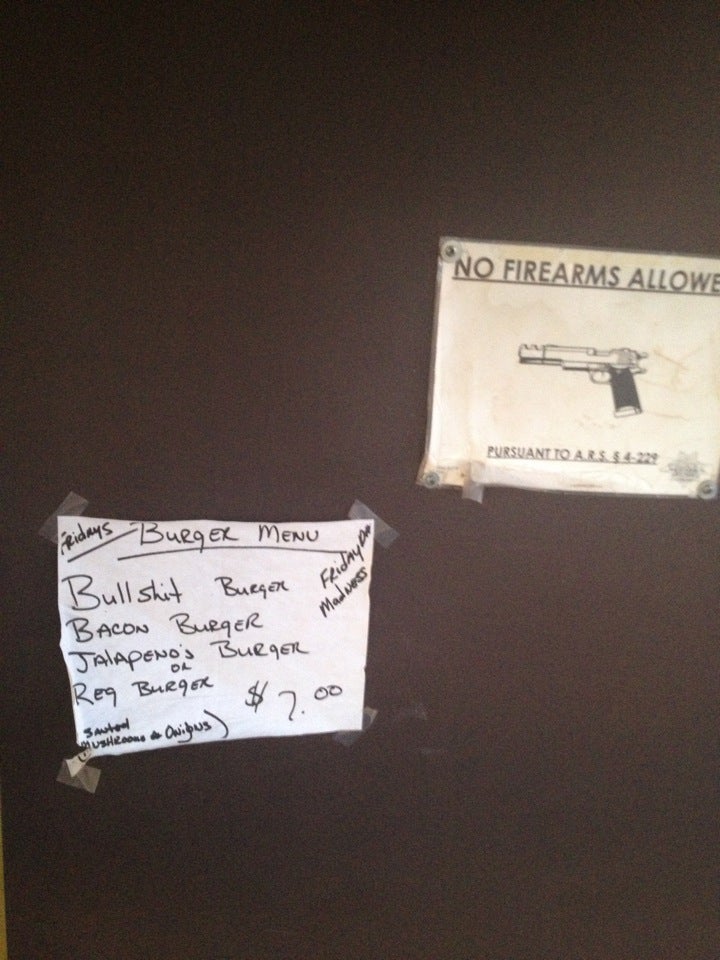 NO FIREARMS ALLOWE
PURSUANT TO A.R.S. § 4-229
Fridays
BURGER MENU
FRiDAY
MADNESS
Bullshit BURGER
BACON BURGER
JALAPENO'S BURGER
OR
Reg BURGER $7.00
MUSHROOMS & ONiONS)